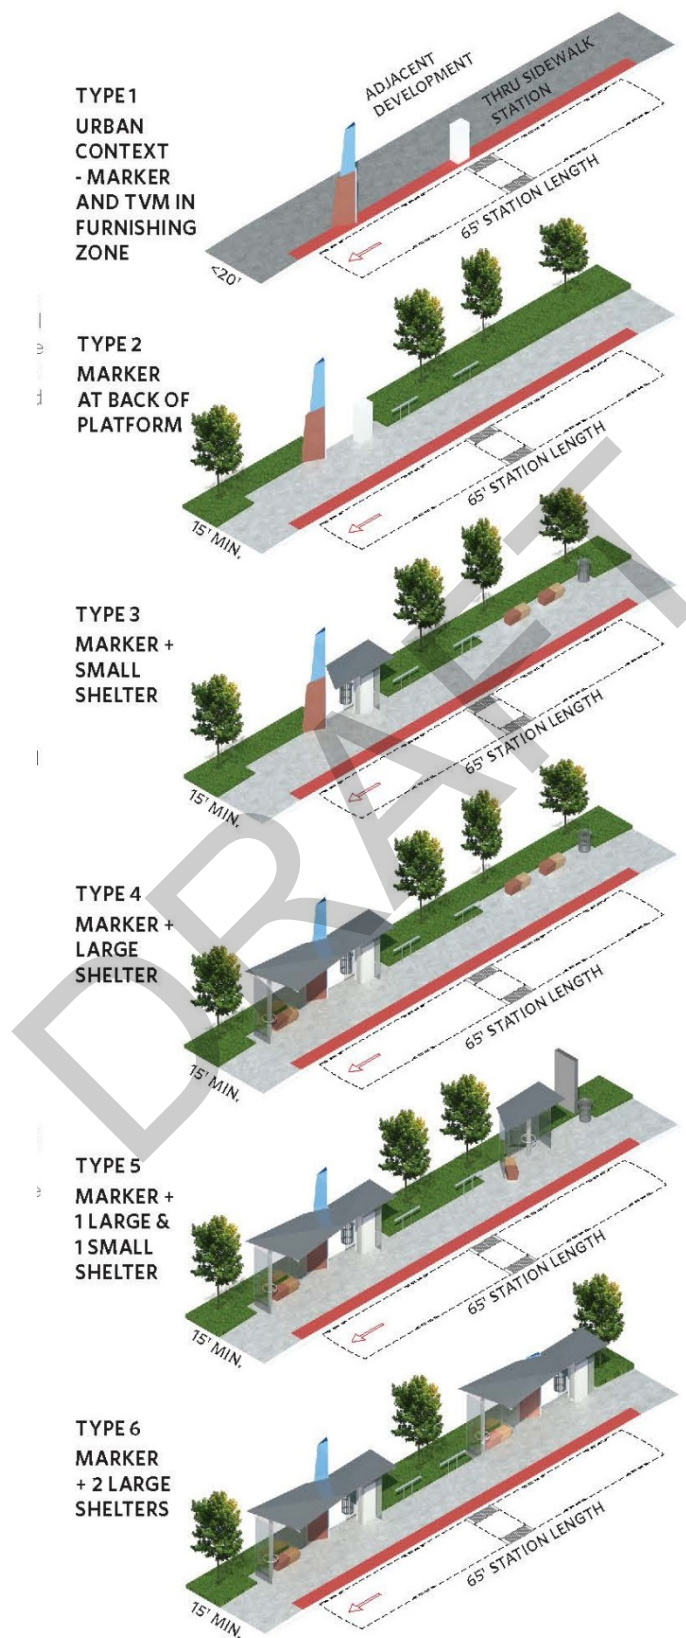 TYPE 1
URBAN
CONTEXT
- MARKER
AND TVM IN
FURNISHING
ZONE
ADJACENT
DEVELOPMENT
THRU SIDEWALK
STATION
65' STATION LENGTH
<20'
TYPE 2
MARKER
AT BACK OF
PLATFORM
65' STATION LENGTH
15' MIN.
e
d
TYPE 3
MARKER +
SMALL
SHELTER
65' STATION LENGTH
15' MIN.
TYPE 4
MARKER +
LARGE
SHELTER
65' STATION LENGTH
15' MIN.
TYPE 5
MARKER +
1 LARGE &
1 SMALL
SHELTER
65' STATION LENGTH
15' MIN.
e
TYPE 6
MARKER
+ 2 LARGE
SHELTERS
65' STATION LENGTH
15' MIN.
DRAFT